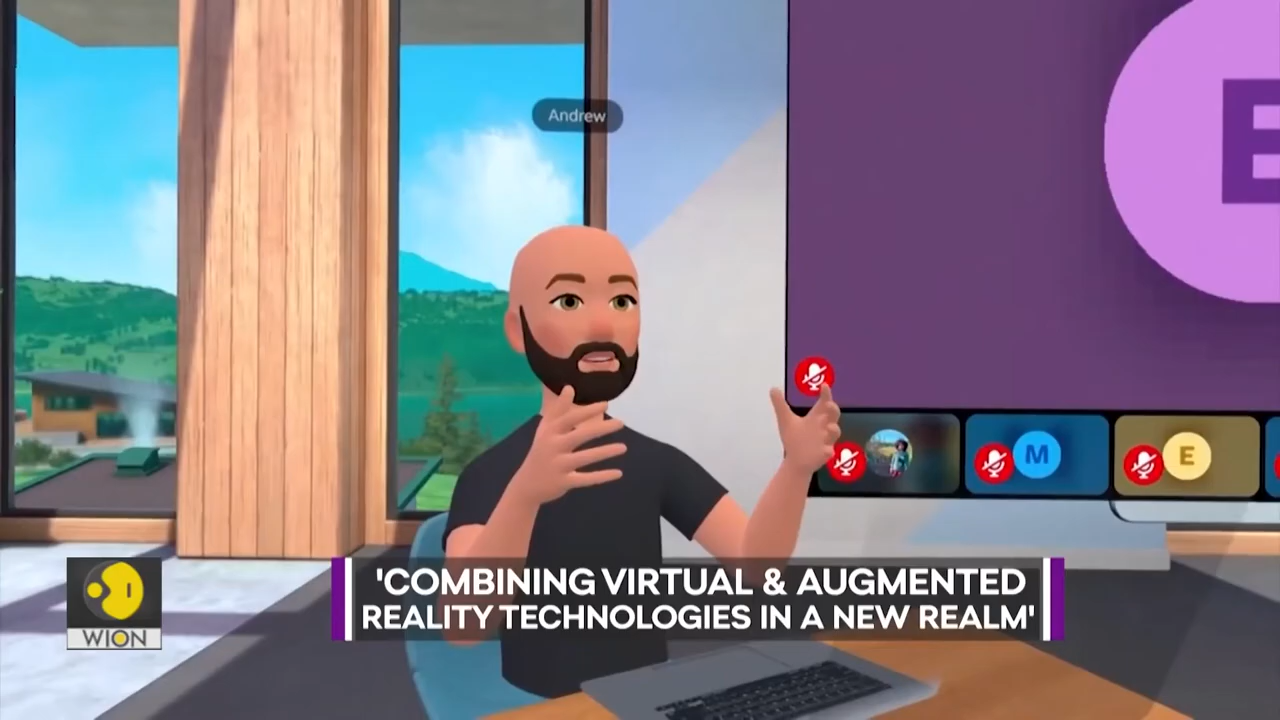 Andrew
E
M
E
'COMBINING VIRTUAL & AUGMENTED
REALITY TECHNOLOGIES IN A NEW REALM'
WION